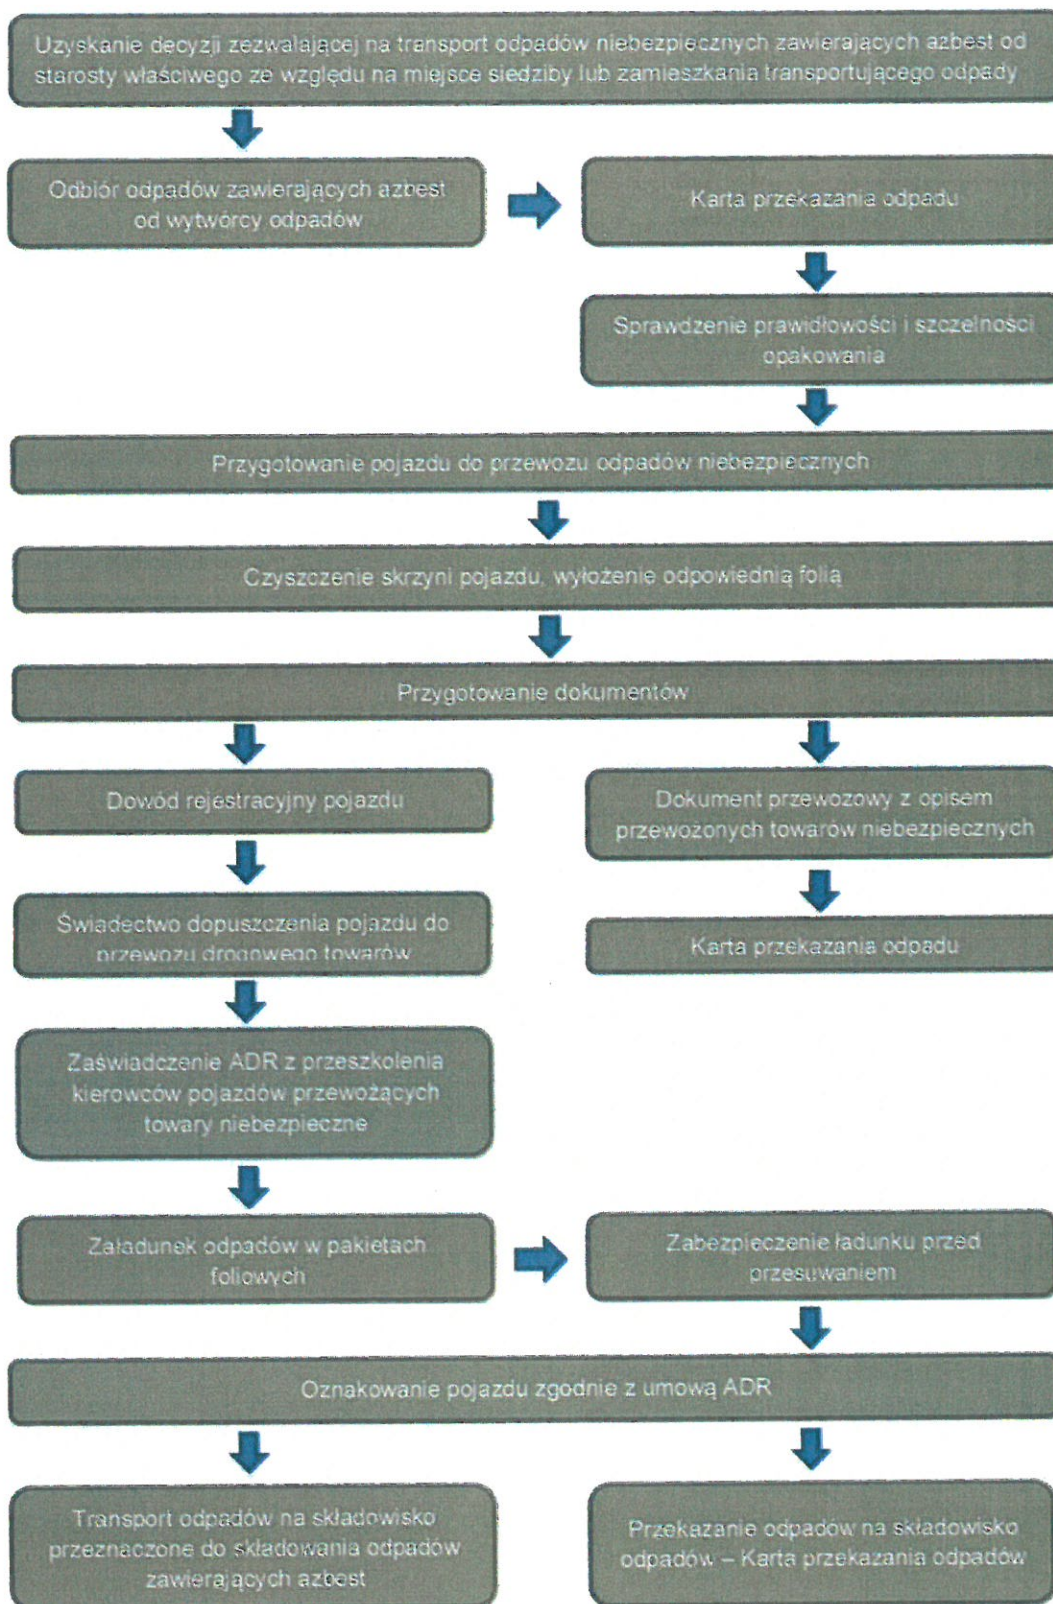 Uzyskanie decyzji zezwalającej na transport odpadów niebezpiecznych zawierających azbest od
starosty właściwego ze względu na miejsce siedziby lub zamieszkania transportującego odpady
Odbiór odpadów zawierających azbest
od wytwórcy odpadów
Karta przekazania odpadu
Sprawdzenie prawidłowości i szczelności
opakowania
Przygotowanie pojazdu do przewozu odpadów niebezpiecznych
Czyszczenie skrzyni pojazdu, wyłożenie odpowiednią folią
Przygotowanie dokumentów
Dowód rejestracyjny pojazdu
Dokument przewozowy z opisem
przewożonych towarów niebezpiecznych
Świadectwo dopuszczenia pojazdu do
przewozu drogowego towarów
Karta przekazania odpadu
Zaświadczenie ADR z przeszkolenia
kierowców pojazdów przewożących
towary niebezpieczne
Załadunek odpadów w pakietach
foliowych
Zabezpieczenie ładunku przed
przesuwaniem
Oznakowanie pojazdu zgodnie z umową ADR
Transport odpadów na składowisko
przeznaczone do składowania odpadów
zawierających azbest
Przekazanie odpadów na składowisko
odpadów – Karta przekazania odpadów